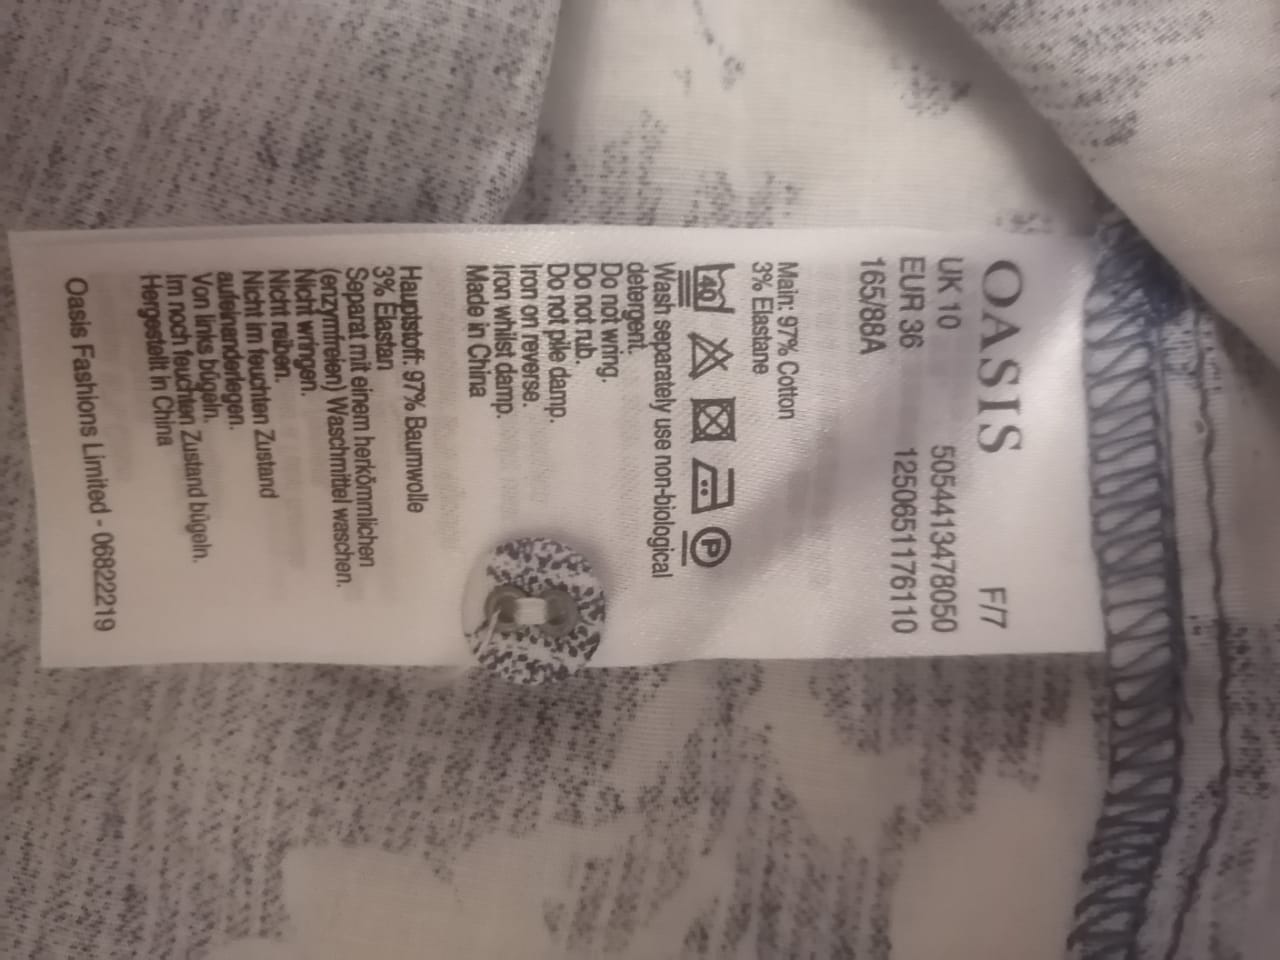 OASIS F/7
UK 10 5054413478050
EUR 36 1250651176110
165/88A
Main: 97% Cotton
3% Elastane
40 P
Wash separately use non-biological
detergent.
Do not wring.
Do not rub.
Do not pile damp.
Iron on reverse.
Iron whilst damp.
Made in China
Hauptstoff: 97% Baumwolle
3% Elastan
Separat mit einem herkömmlichen
(enzymfreien) Waschmittel waschen.
Nicht wringen.
Nicht reiben.
Nicht im feuchten Zustand
aufeinanderlegen.
Von links bügeln.
Im noch feuchten Zustand bügeln.
Hergestellt in China
Oasis Fashions Limited - 06822219